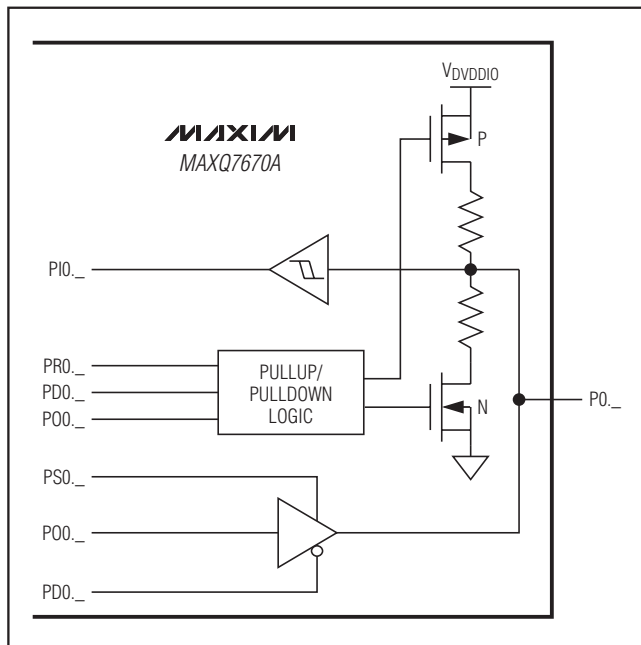 VDVDDIO
MAXIM
MAXQ7670A
P
PI0._
PR0._
PD0._
PO0._
PULLUP/
PULLDOWN
LOGIC
N
P0._
PS0._
PO0._
PD0._